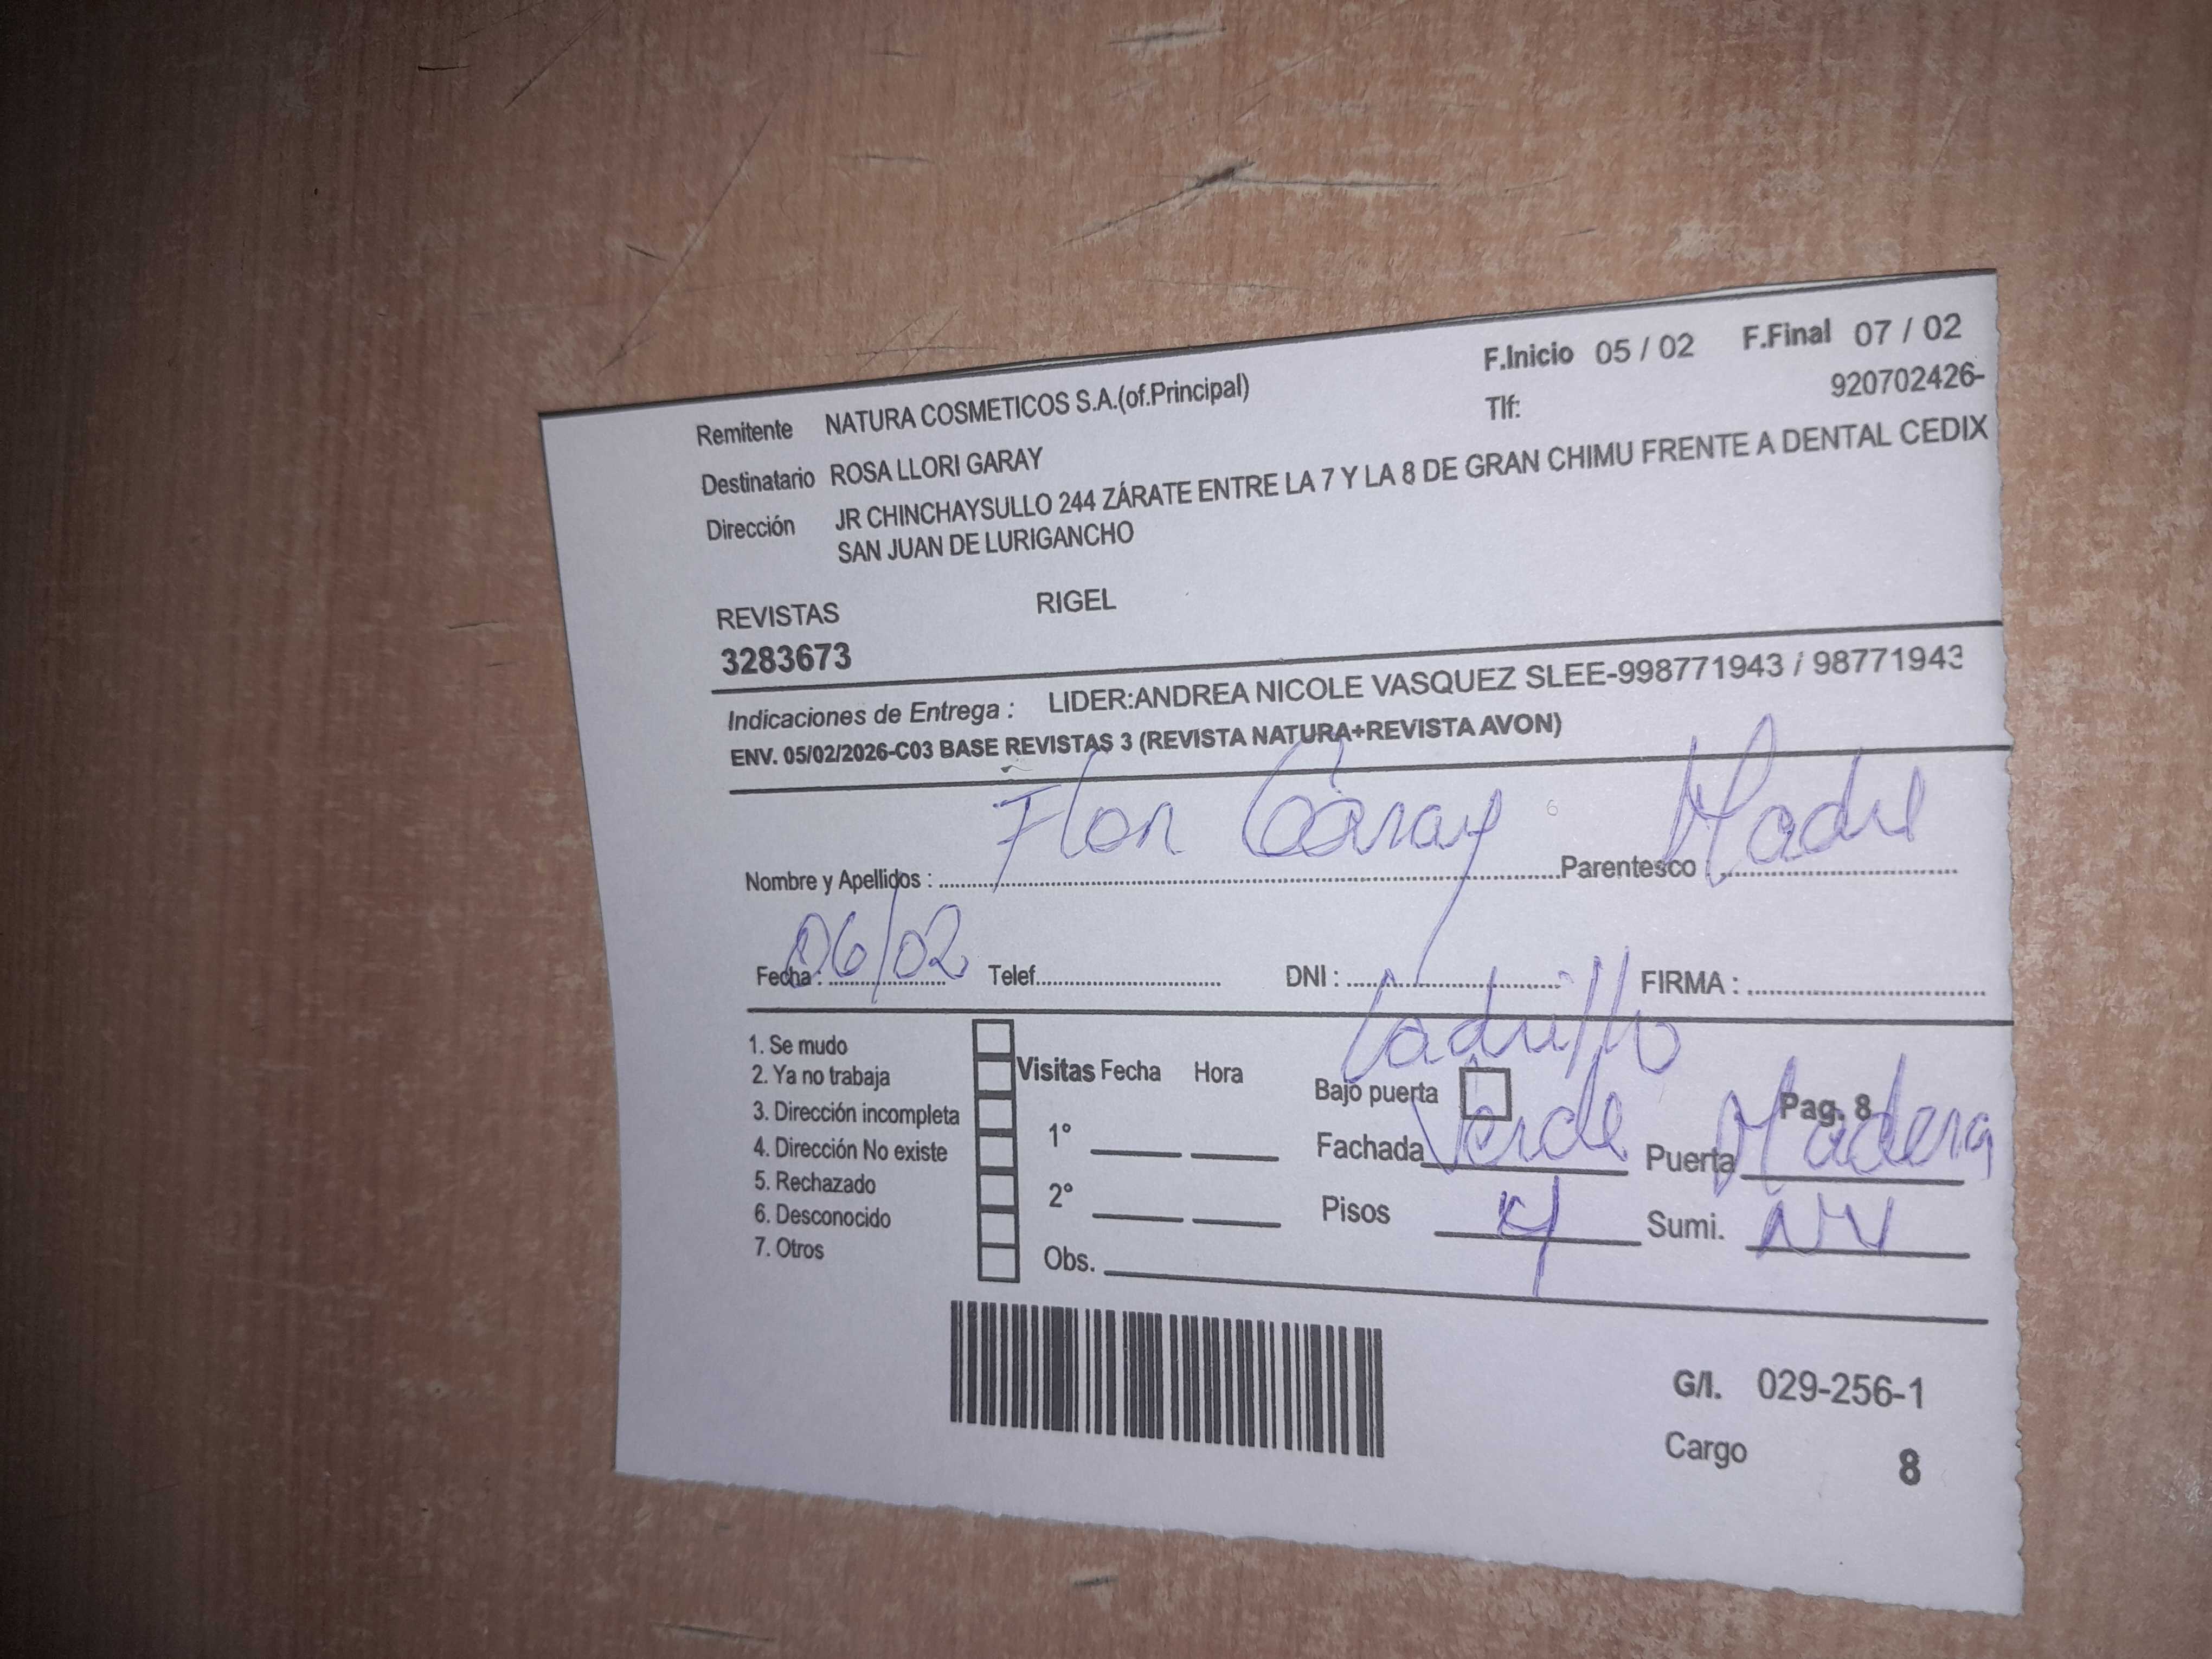 F.Inicio 05 / 02 F.Final 07 / 02
Remitente NATURA COSMETICOS S.A.(of.Principal) Tlf: 920702426-
Destinatario ROSA LLORI GARAY
Dirección JR CHINCHAYSULLO 244 ZÁRATE ENTRE LA 7 Y LA 8 DE GRAN CHIMU FRENTE A DENTAL CEDIX
SAN JUAN DE LURIGANCHO
REVISTAS RIGEL
3283673
Indicaciones de Entrega : LIDER:ANDREA NICOLE VASQUEZ SLEE-998771943 / 98771943
ENV. 05/02/2026-C03 BASE REVISTAS 3 (REVISTA NATURA+REVISTA AVON)
Nombre y Apellidos : Flor Garay Parentesco Madre
Fecha : 06/02 Telef. DNI : FIRMA :
1. Se mudo
2. Ya no trabaja
3. Dirección incompleta
4. Dirección No existe
5. Rechazado
6. Desconocido
7. Otros
Visitas Fecha Hora
1°
2°
Obs.
Ladrillo
Bajo puerta Pag. 8
Fachada Verde Puerta Madera
Pisos 4 Sumi. NV
G/I. 029-256-1
Cargo 8